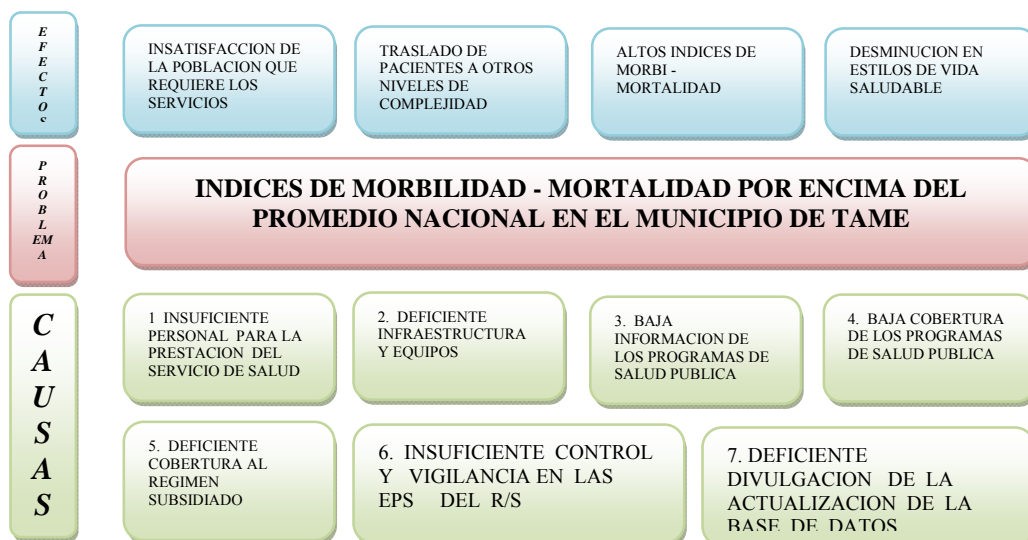 E
F
E
C
T
O
S
INSATISFACCION DE
LA POBLACION QUE
REQUIERE LOS
SERVICIOS
TRASLADO DE
PACIENTES A OTROS
NIVELES DE
COMPLEJIDAD
ALTOS INDICES DE
MORBI -
MORTALIDAD
DESMINUCION EN
ESTILOS DE VIDA
SALUDABLE
P
R
O
B
L
EM
A
INDICES DE MORBILIDAD - MORTALIDAD POR ENCIMA DEL
PROMEDIO NACIONAL EN EL MUNICIPIO DE TAME
C
A
U
S
A
S
1 INSUFICIENTE
PERSONAL PARA LA
PRESTACION DEL
SERVICIO DE SALUD
2. DEFICIENTE
INFRAESTRUCTURA
Y EQUIPOS
3. BAJA
INFORMACION DE
LOS PROGRAMAS DE
SALUD PUBLICA
4. BAJA COBERTURA
DE LOS PROGRAMAS
DE SALUD PUBLICA
5. DEFICIENTE
COBERTURA AL
REGIMEN
SUBSIDIADO
6. INSUFICIENTE CONTROL
Y VIGILANCIA EN LAS
EPS DEL R/S
7. DEFICIENTE
DIVULGACION DE LA
ACTUALIZACION DE LA
BASE DE DATOS